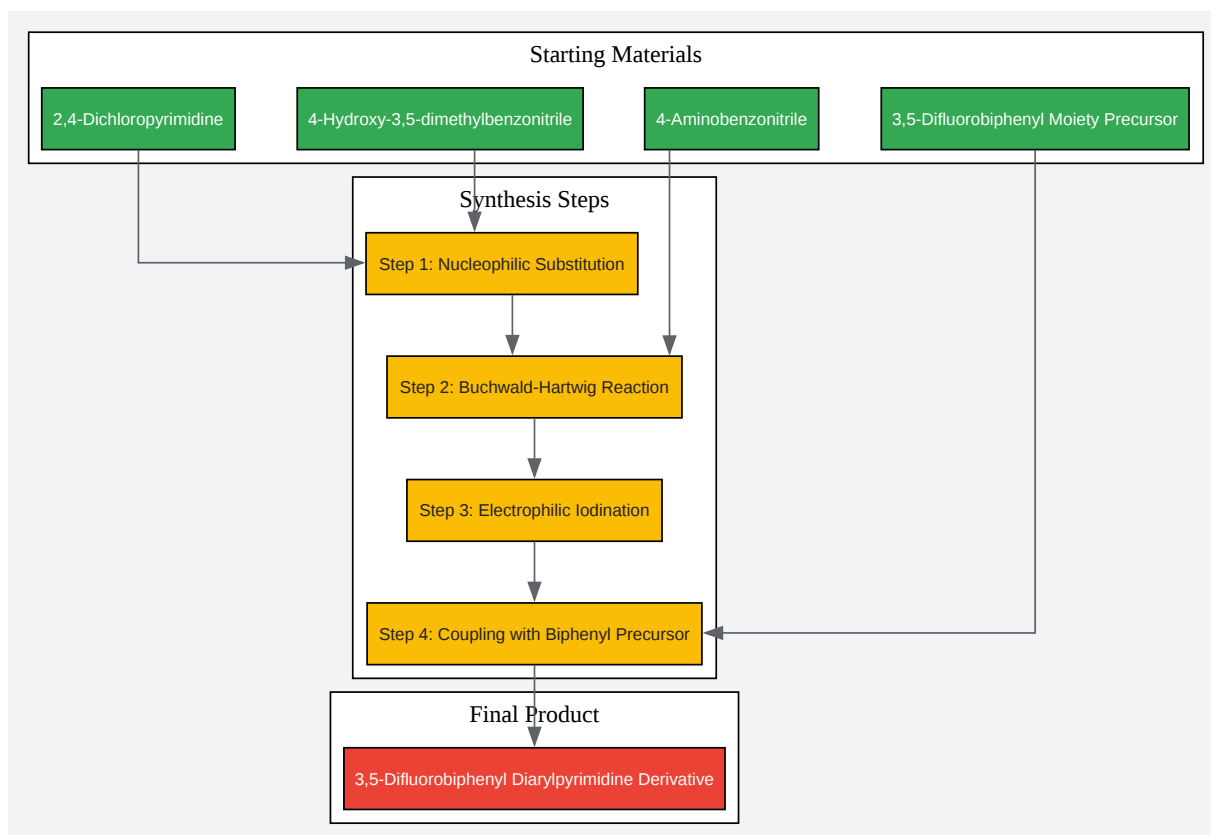 Starting Materials
2,4-Dichloropyrimidine
4-Hydroxy-3,5-dimethylbenzonitrile
4-Aminobenzonitrile
3,5-Difluorobiphenyl Moiety Precursor
Synthesis Steps
Step 1: Nucleophilic Substitution
Step 2: Buchwald-Hartwig Reaction
Step 3: Electrophilic Iodination
Step 4: Coupling with Biphenyl Precursor
Final Product
3,5-Difluorobiphenyl Diarylpyrimidine Derivative